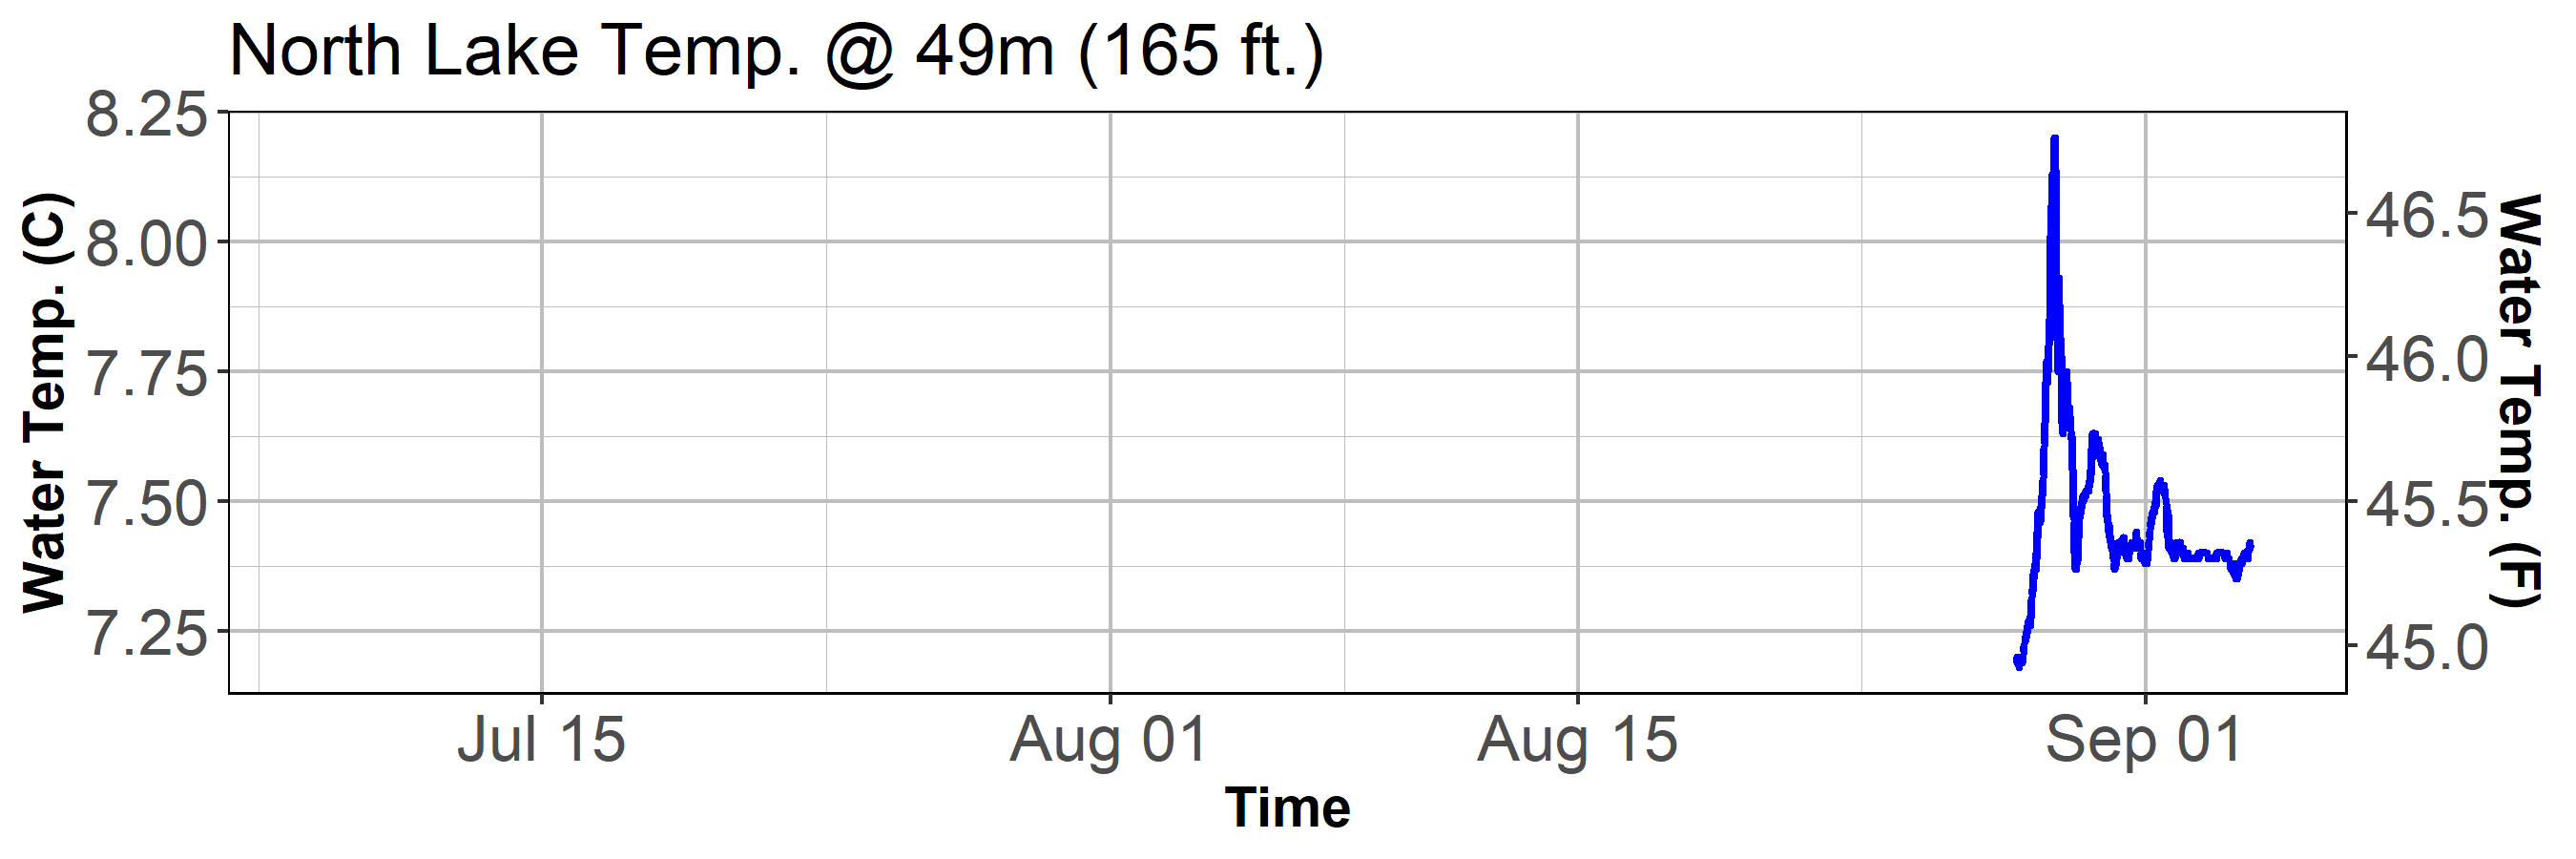 North Lake Temp. @ 49m (165 ft.)
Water Temp. (C)
8.25
8.00
7.75
7.50
7.25
46.5
46.0
45.5
45.0
Water Temp. (F)
Jul 15 Aug 01 Aug 15 Sep 01
Time